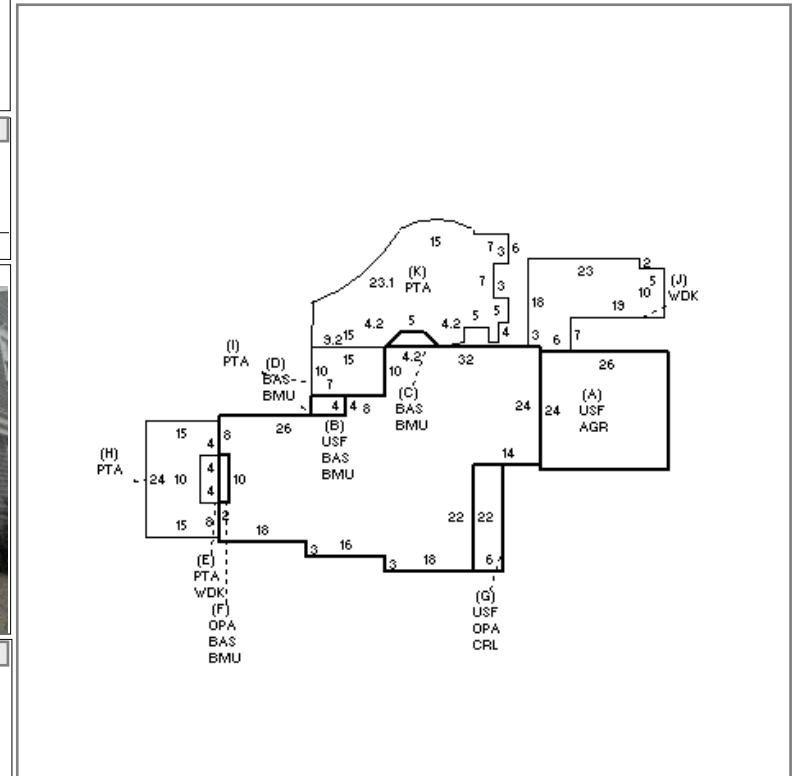 15
7 3 6
(K)
PTA
23
2
5
10
(J)
WDK
23.1
7 3
19
18
4.2 5 4.2 5 5
4
3 6 7
9.2 15
(I)
PTA
(D)
BAS
BMU
15
10
7
4.2
10
32
26
(C)
BAS
BMU
4 4 8
24 24
(A)
USF
AGR
26
(B)
USF
BAS
BMU
15
4 8
(H)
PTA
24 10
4
4
10
14
15
8
2
18
3 16
3 18
22 22
6
(E)
PTA
WDK
(F)
OPA
BAS
BMU
(G)
USF
OPA
CRL